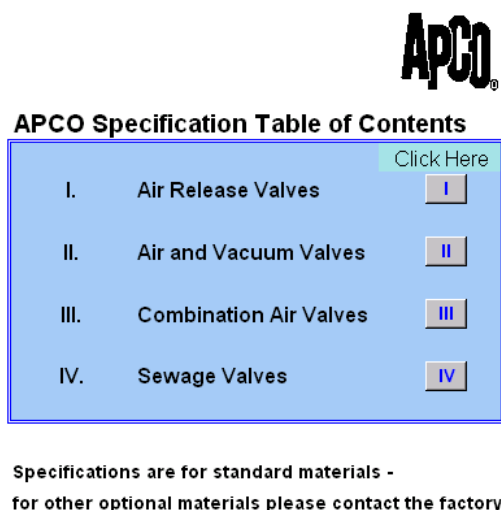 APCO®
APCO Specification Table of Contents
Click Here
I. Air Release Valves I
II. Air and Vacuum Valves II
III. Combination Air Valves III
IV. Sewage Valves IV
Specifications are for standard materials -
for other optional materials please contact the factory